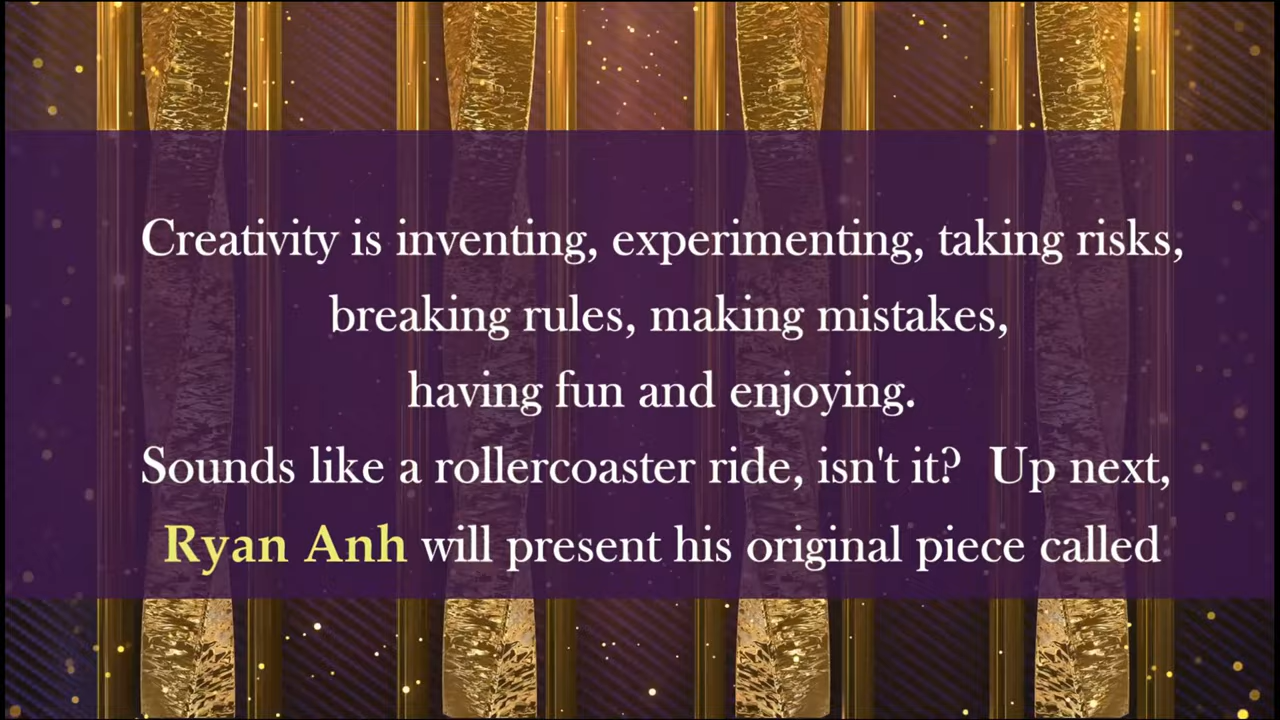 Creativity is inventing, experimenting, taking risks,
breaking rules, making mistakes,
having fun and enjoying.
Sounds like a rollercoaster ride, isn't it?  Up next,
Ryan Anh will present his original piece called